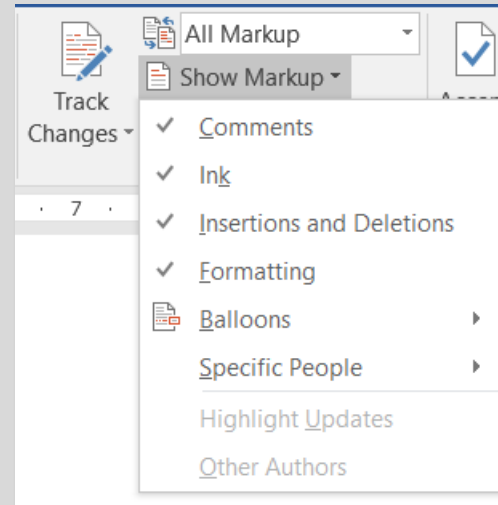 All Markup
Show Markup
Track
Changes
Comments
Ink
Insertions and Deletions
Formatting
Balloons
Specific People
Highlight Updates
Other Authors
7